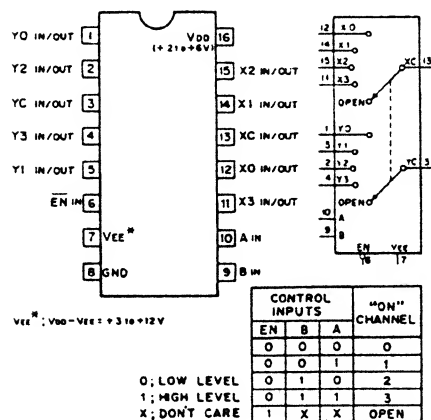 Y0 IN/OUT 1
Y2 IN/OUT 2
YC IN/OUT 3
Y3 IN/OUT 4
Y1 IN/OUT 5
EN IN 6
7 VEE*
8 GND
VDD 16
(+2 to +6V)
15 X2 IN/OUT
14 X1 IN/OUT
13 XC IN/OUT
12 X0 IN/OUT
11 X3 IN/OUT
10 A IN
9 B IN
12 X0
14 X1
15 X2
11 X3
OPEN
XC 13
1 Y0
5 Y1
2 Y2
4 Y3
OPEN
YC 3
10 A
9 B
EN VEE
6 7
VEE*; VDD-VEE=+3 to +12V
CONTROL INPUTS "ON" CHANNEL
EN B A
0 0 0 0
0 0 1 1
0 1 0 2
0 1 1 3
1 X X OPEN
0; LOW LEVEL
1; HIGH LEVEL
X; DON'T CARE